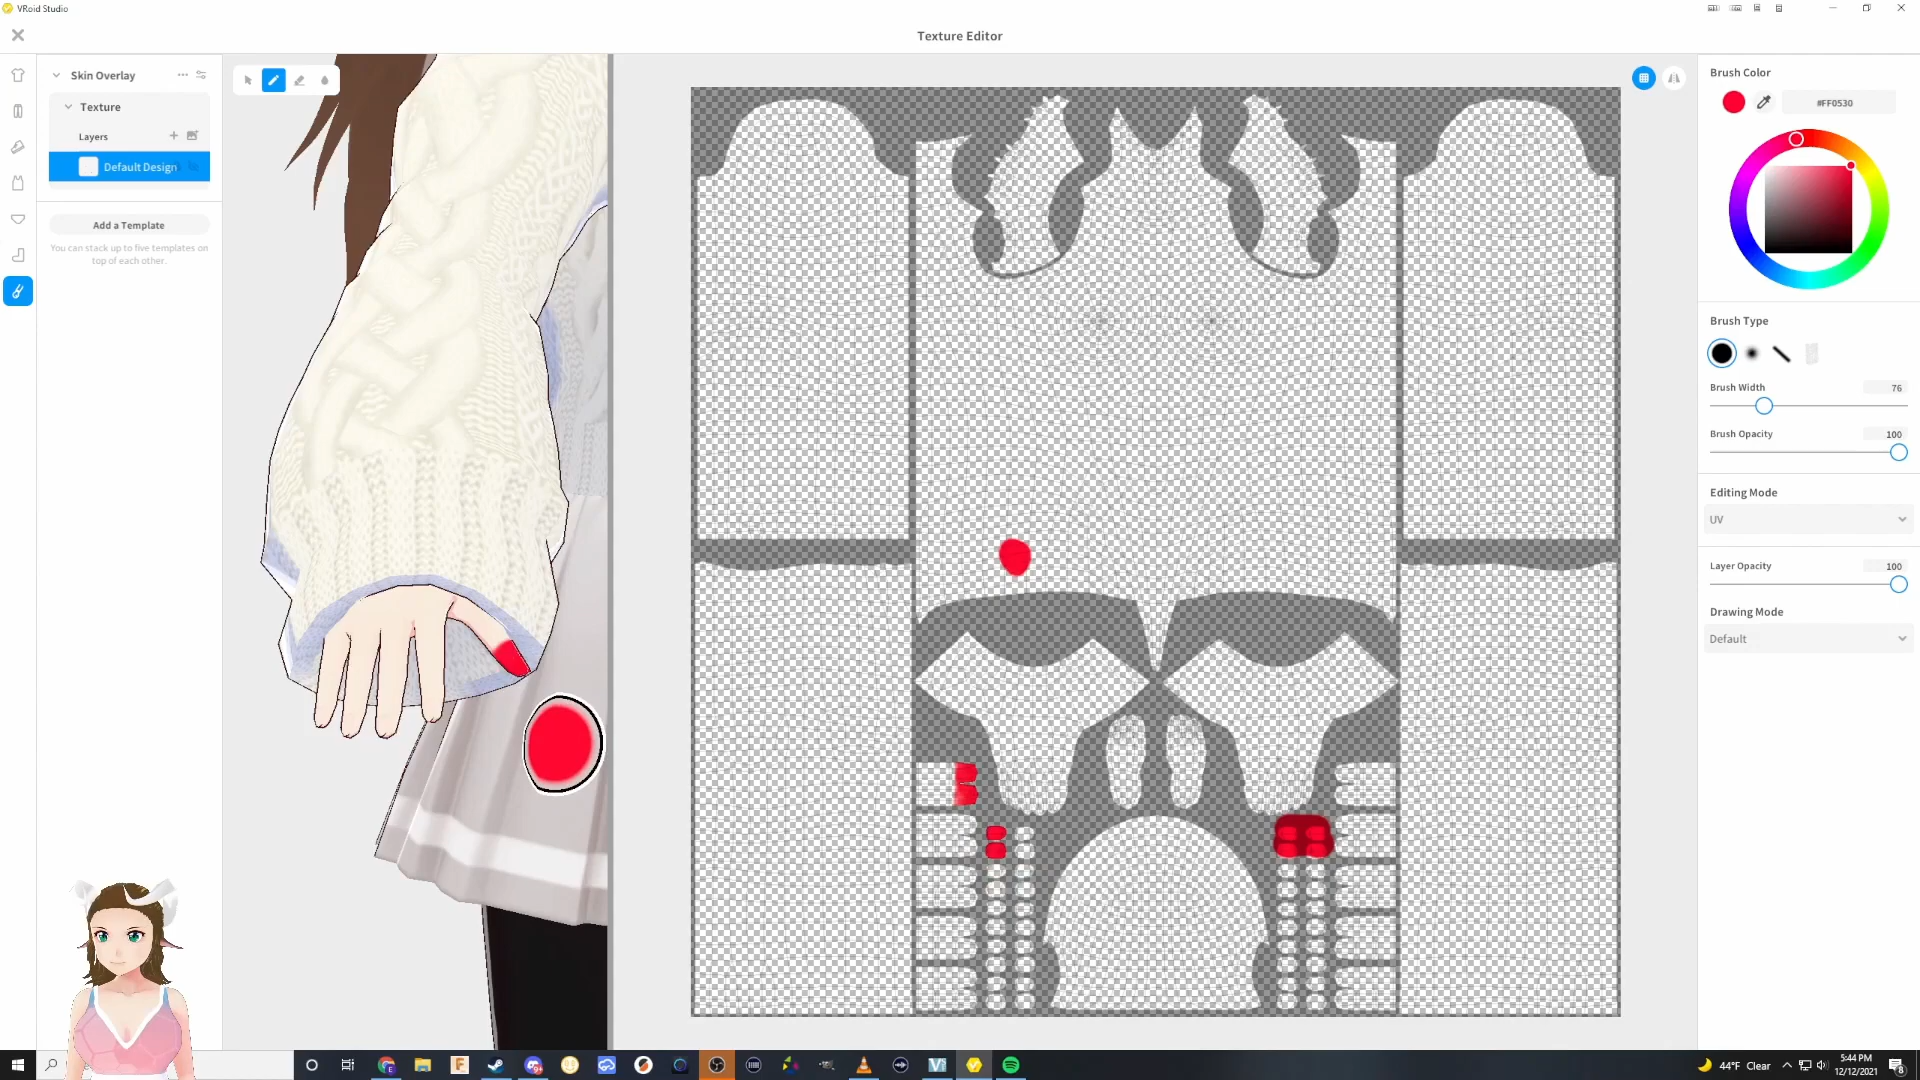 VRoid Studio
Texture Editor
Skin Overlay
Texture
Layers
Default Design
Add a Template
You can stack up to five templates on
top of each other.
Brush Color
#FF0530
Brush Type
Brush Width
76
Brush Opacity
100
Editing Mode
UV
Layer Opacity
100
Drawing Mode
Default
44°F Clear
5:44 PM
12/12/2021